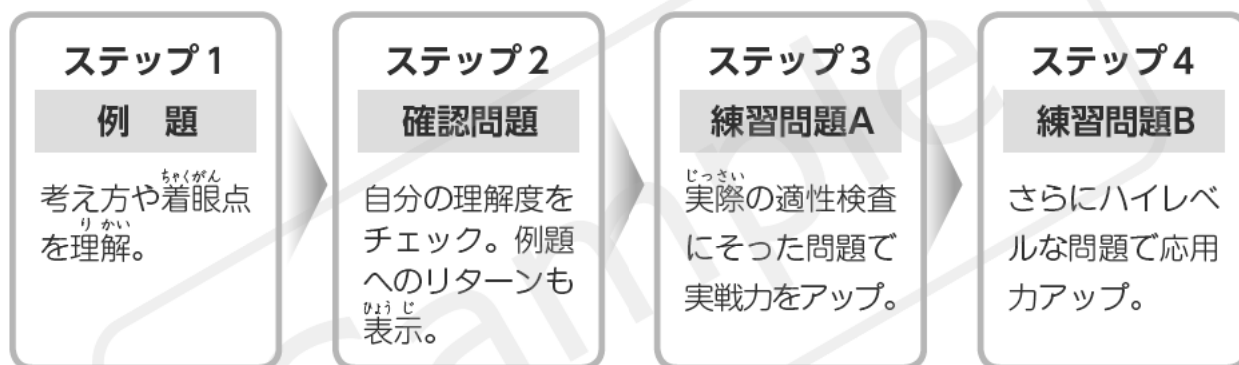 ステップ1
例 題
ちゃくがん
考え方や着眼点
り かい
を理解。
ステップ2
確認問題
自分の理解度を
チェック。例題
へのリターンも
ひょう じ
表示。
ステップ3
練習問題A
じっさい
実際の適性検査
にそった問題で
実戦力をアップ。
ステップ4
練習問題B
さらにハイレベ
ルな問題で応用
力アップ。
Sample